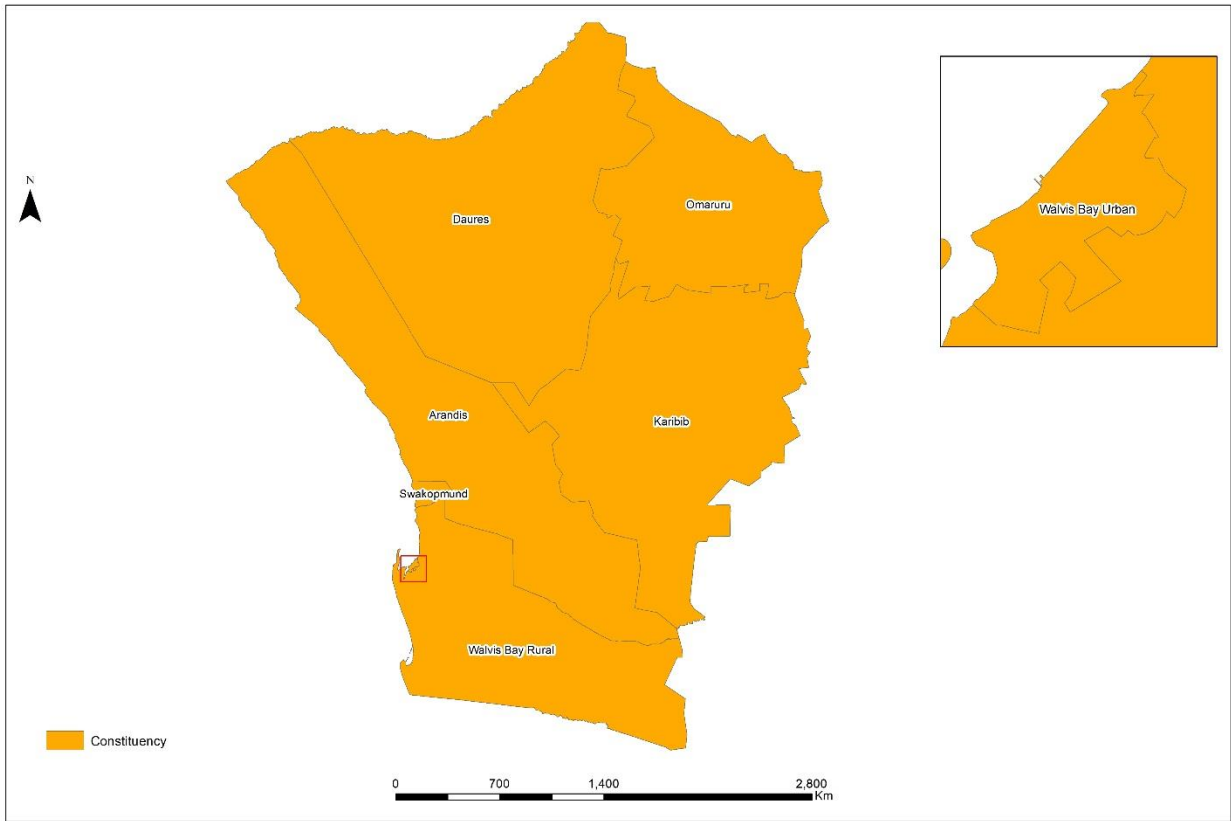 N
Daures
Omaruru
Walvis Bay Urban
Arandis
Karibib
Swakopmund
Walvis Bay Rural
Constituency
0 700 1,400 2,800
Km